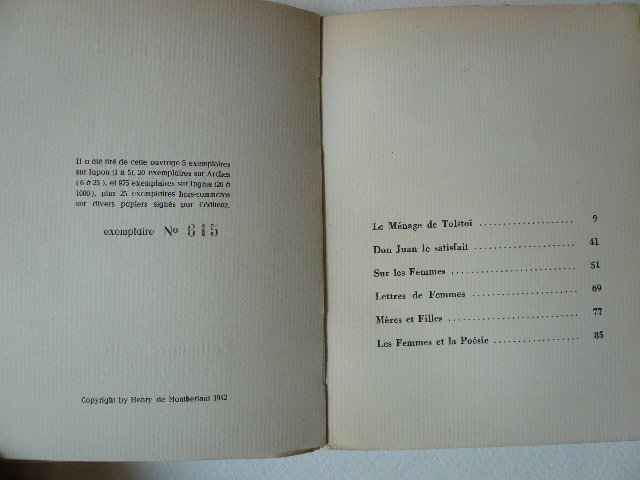 Il a été tiré de cette ouvrage 5 exemplaires
sur Japon (1 à 5), 20 exemplaires sur Arches
(6 à 25), et 975 exemplaires sur Ingres (26 à
1000), plus 25 exemplaires hors-commerce
sur divers papiers signés par l'éditeur.
exemplaire No 615
Copyright by Henry de Montherlant 1942
Le Ménage de Tolstoï ..................... 9
Don Juan le satisfait ....................... 41
Sur les Femmes ........................... 51
Lettres de Femmes ....................... 69
Mères et Filles ............................ 77
Les Femmes et la Poésie .................. 85